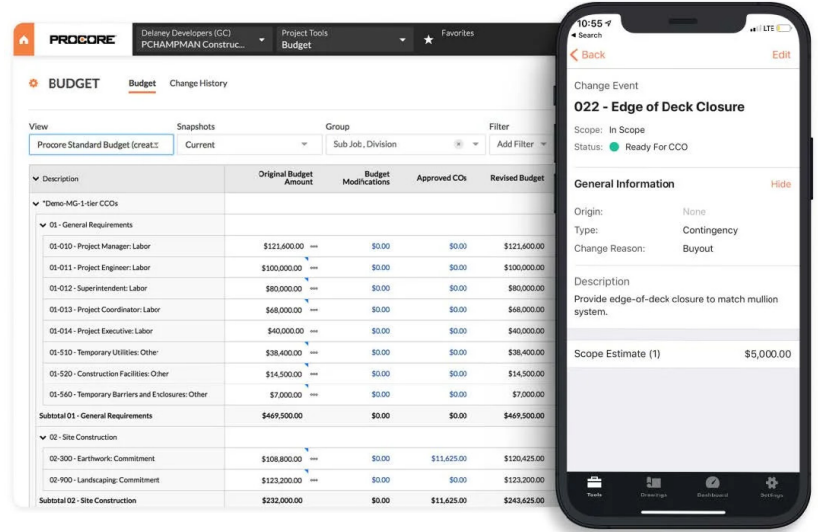 PROCORE
Delaney Developers (GC)
PCHAMPMAN Construc...
Project Tools
Budget
Favorites
BUDGET
Budget
Change History
View
Snapshots
Group
Filter
Procore Standard Budget (creat
Current
Sub Job, Division
Add Filter
Description
Original Budget Amount
Budget Modifications
Approved COs
Revised Budget
*Demo-MG-1-tier CCOs
01 - General Requirements
01-010 - Project Manager: Labor $121,600.00 $0.00 $0.00 $121,600.00
01-011 - Project Engineer: Labor $100,000.00 $0.00 $0.00 $100,000.00
01-012 - Superintendent: Labor $80,000.00 $0.00 $0.00 $80,000.00
01-013 - Project Coordinator: Labor $68,000.00 $0.00 $0.00 $68,000.00
01-014 - Project Executive: Labor $40,000.00 $0.00 $0.00 $40,000.00
01-510 - Temporary Utilities: Other $38,400.00 $0.00 $0.00 $38,400.00
01-520 - Construction Facilities: Other $14,500.00 $0.00 $0.00 $14,500.00
01-560 - Temporary Barriers and Enclosures: Other $7,000.00 $0.00 $0.00 $7,000.00
Subtotal 01 - General Requirements $469,500.00 $0.00 $0.00 $469,500.00
02 - Site Construction
02-300 - Earthwork: Commitment $108,800.00 $0.00 $11,625.00 $120,425.00
02-900 - Landscaping: Commitment $123,200.00 $0.00 $0.00 $123,200.00
Subtotal 02 - Site Construction $232,000.00 $0.00 $11,625.00 $243,625.00
10:55
LTE
Search
Back
Edit
Change Event
022 - Edge of Deck Closure
Scope: In Scope
Status: Ready For CCO
General Information Hide
Origin: None
Type: Contingency
Change Reason: Buyout
Description
Provide edge-of-deck closure to match mullion
system.
Scope Estimate (1) $5,000.00
Tools
Drawings
Dashboard
Settings